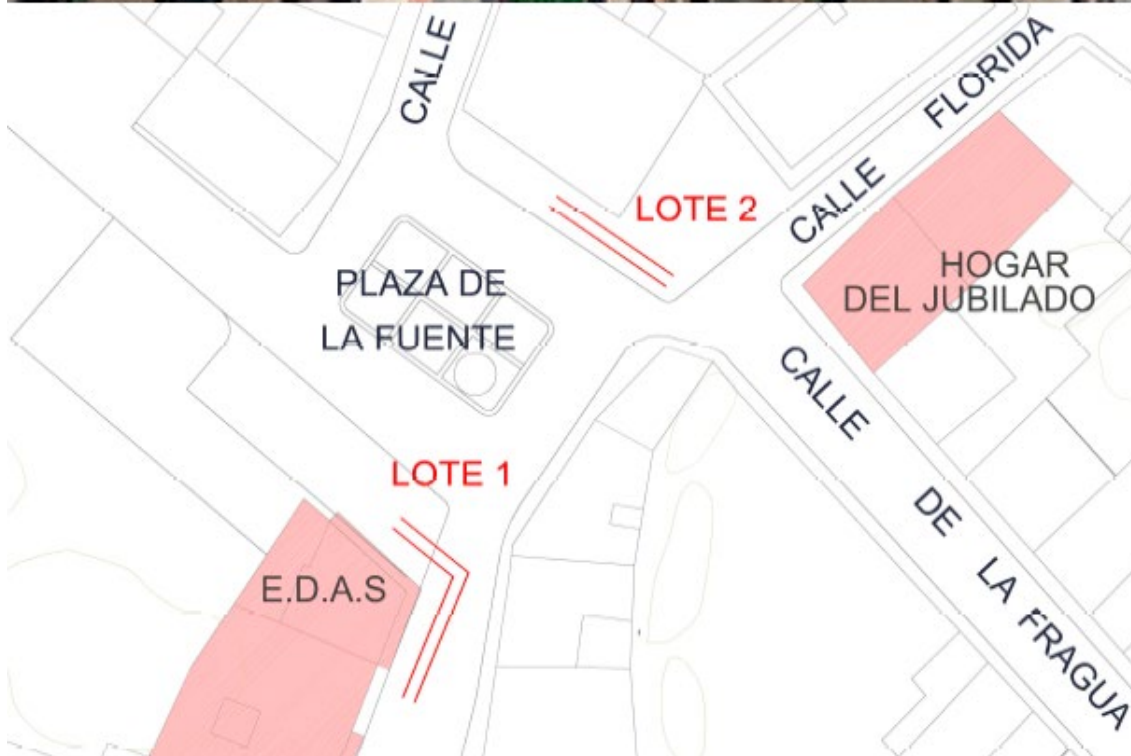 CALLE
CALLE FLORIDA
LOTE 2
PLAZA DE
LA FUENTE
HOGAR
DEL JUBILADO
CALLE DE LA FRAGUA
LOTE 1
E.D.A.S